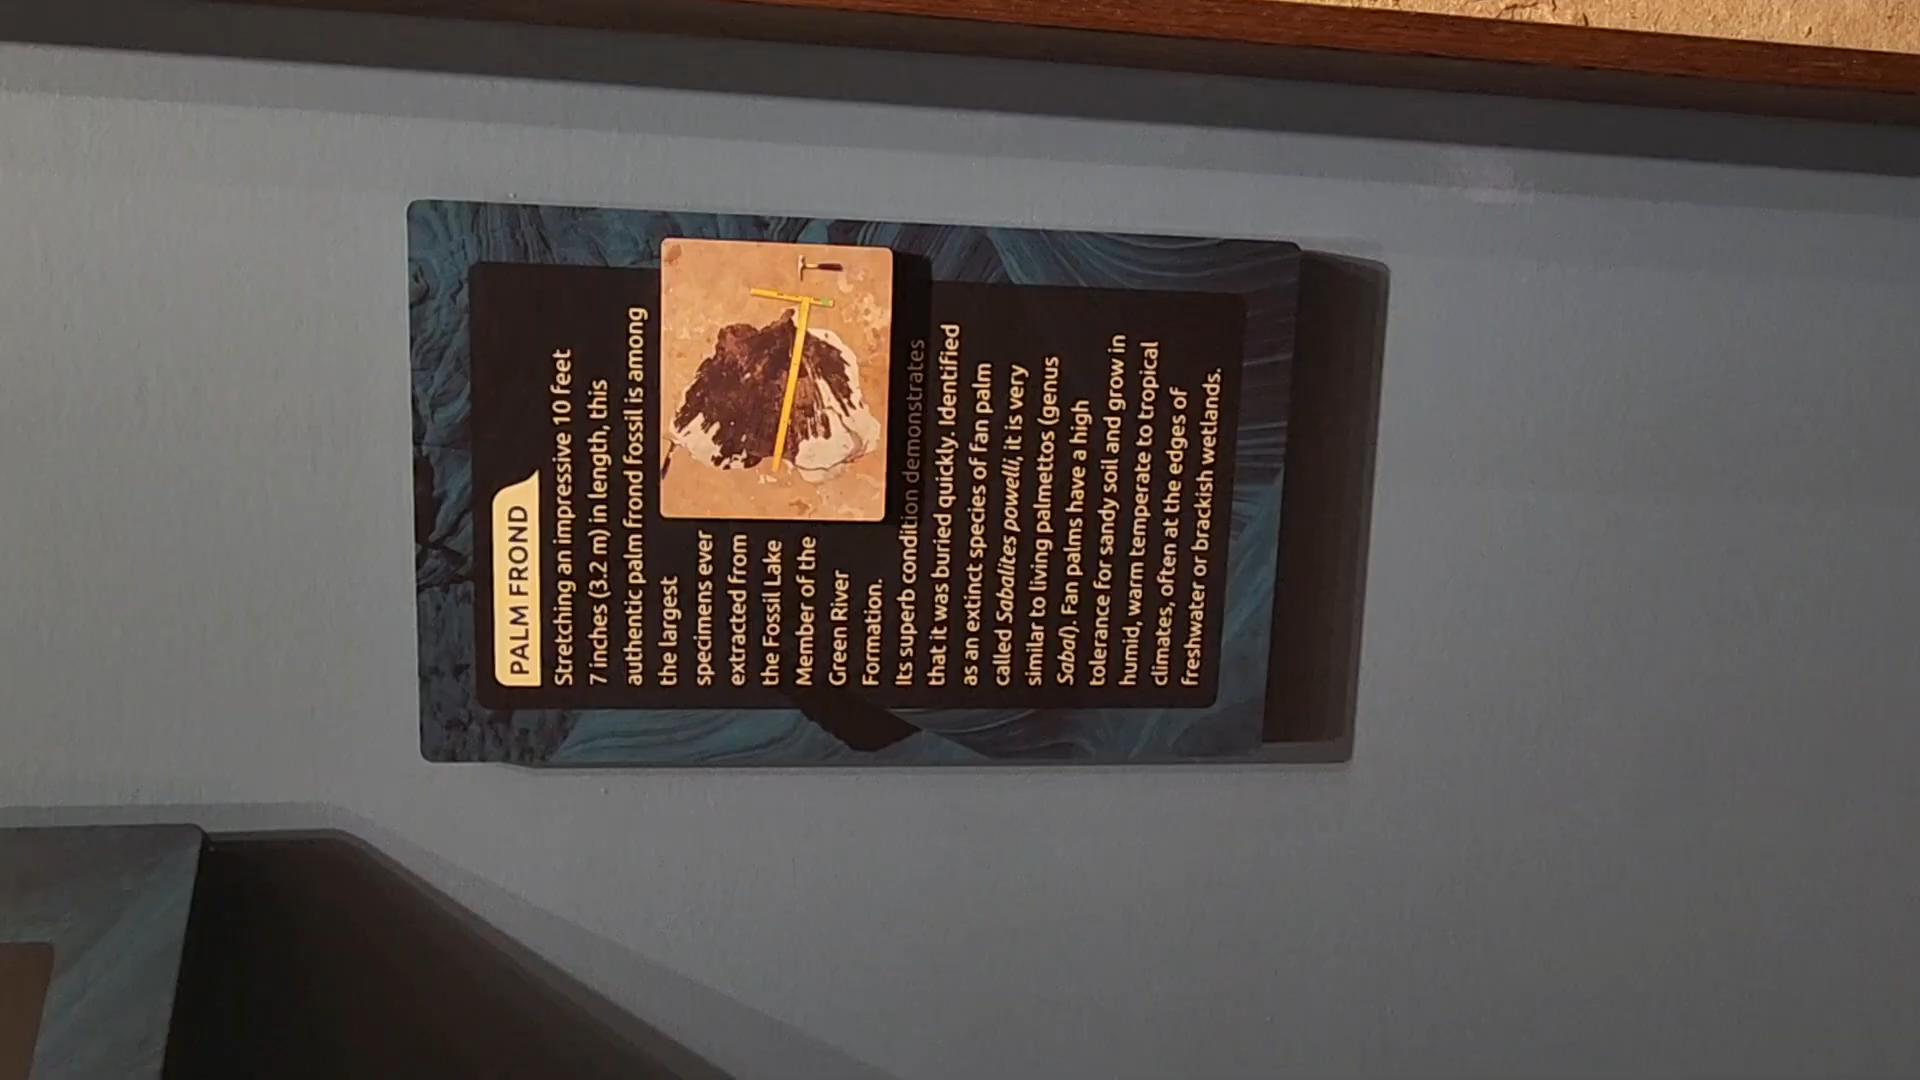 PALM FROND
Stretching an impressive 10 feet
7 inches (3.2 m) in length, this
authentic palm frond fossil is among
the largest
specimens ever
extracted from
the Fossil Lake
Member of the
Green River
Formation.
Its superb condition demonstrates
that it was buried quickly. Identified
as an extinct species of fan palm
called Sabalites powelli, it is very
similar to living palmettos (genus
Sabal). Fan palms have a high
tolerance for sandy soil and grow in
humid, warm temperate to tropical
climates, often at the edges of
freshwater or brackish wetlands.